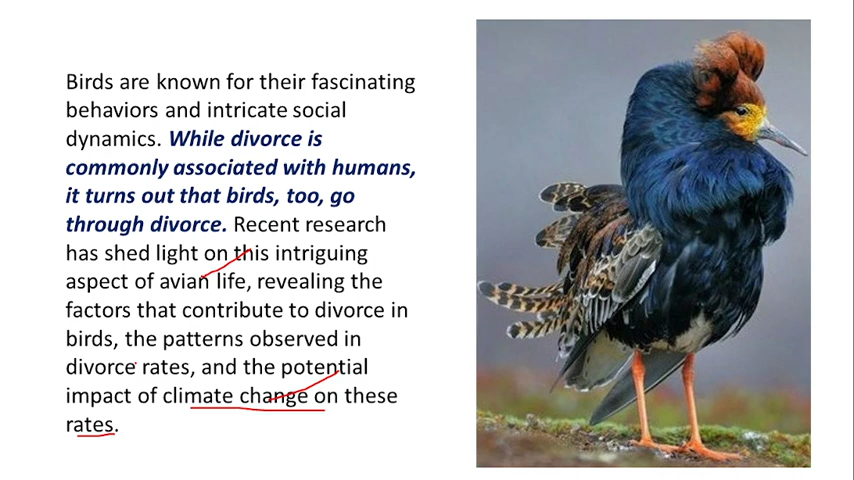 Birds are known for their fascinating
behaviors and intricate social
dynamics. While divorce is
commonly associated with humans,
it turns out that birds, too, go
through divorce. Recent research
has shed light on this intriguing
aspect of avian life, revealing the
factors that contribute to divorce in
birds, the patterns observed in
divorce rates, and the potential
impact of climate change on these
rates.